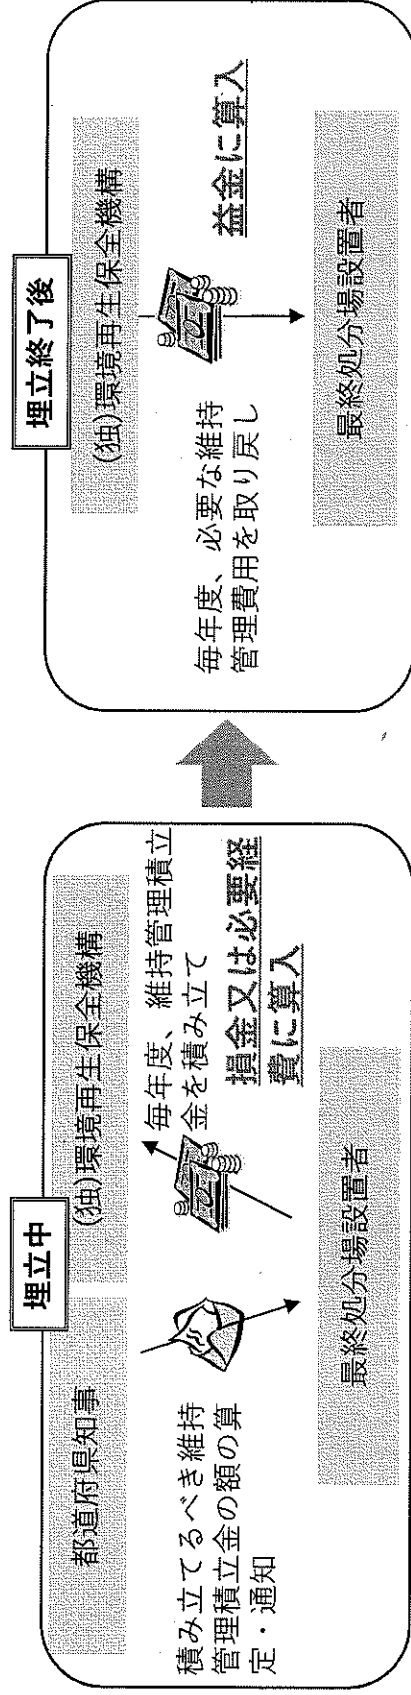 埋立中
都道府県知事
(独)環境再生保全機構
積み立てるべき維持
管理積立金の額の算
定・通知
毎年度、維持管理積立
金を積み立て
損金又は必要経
費に算入
最終処分場設置者
埋立終了後
(独)環境再生保全機構
毎年度、必要な維持
管理費用を取り戻し
益金に算入
最終処分場設置者